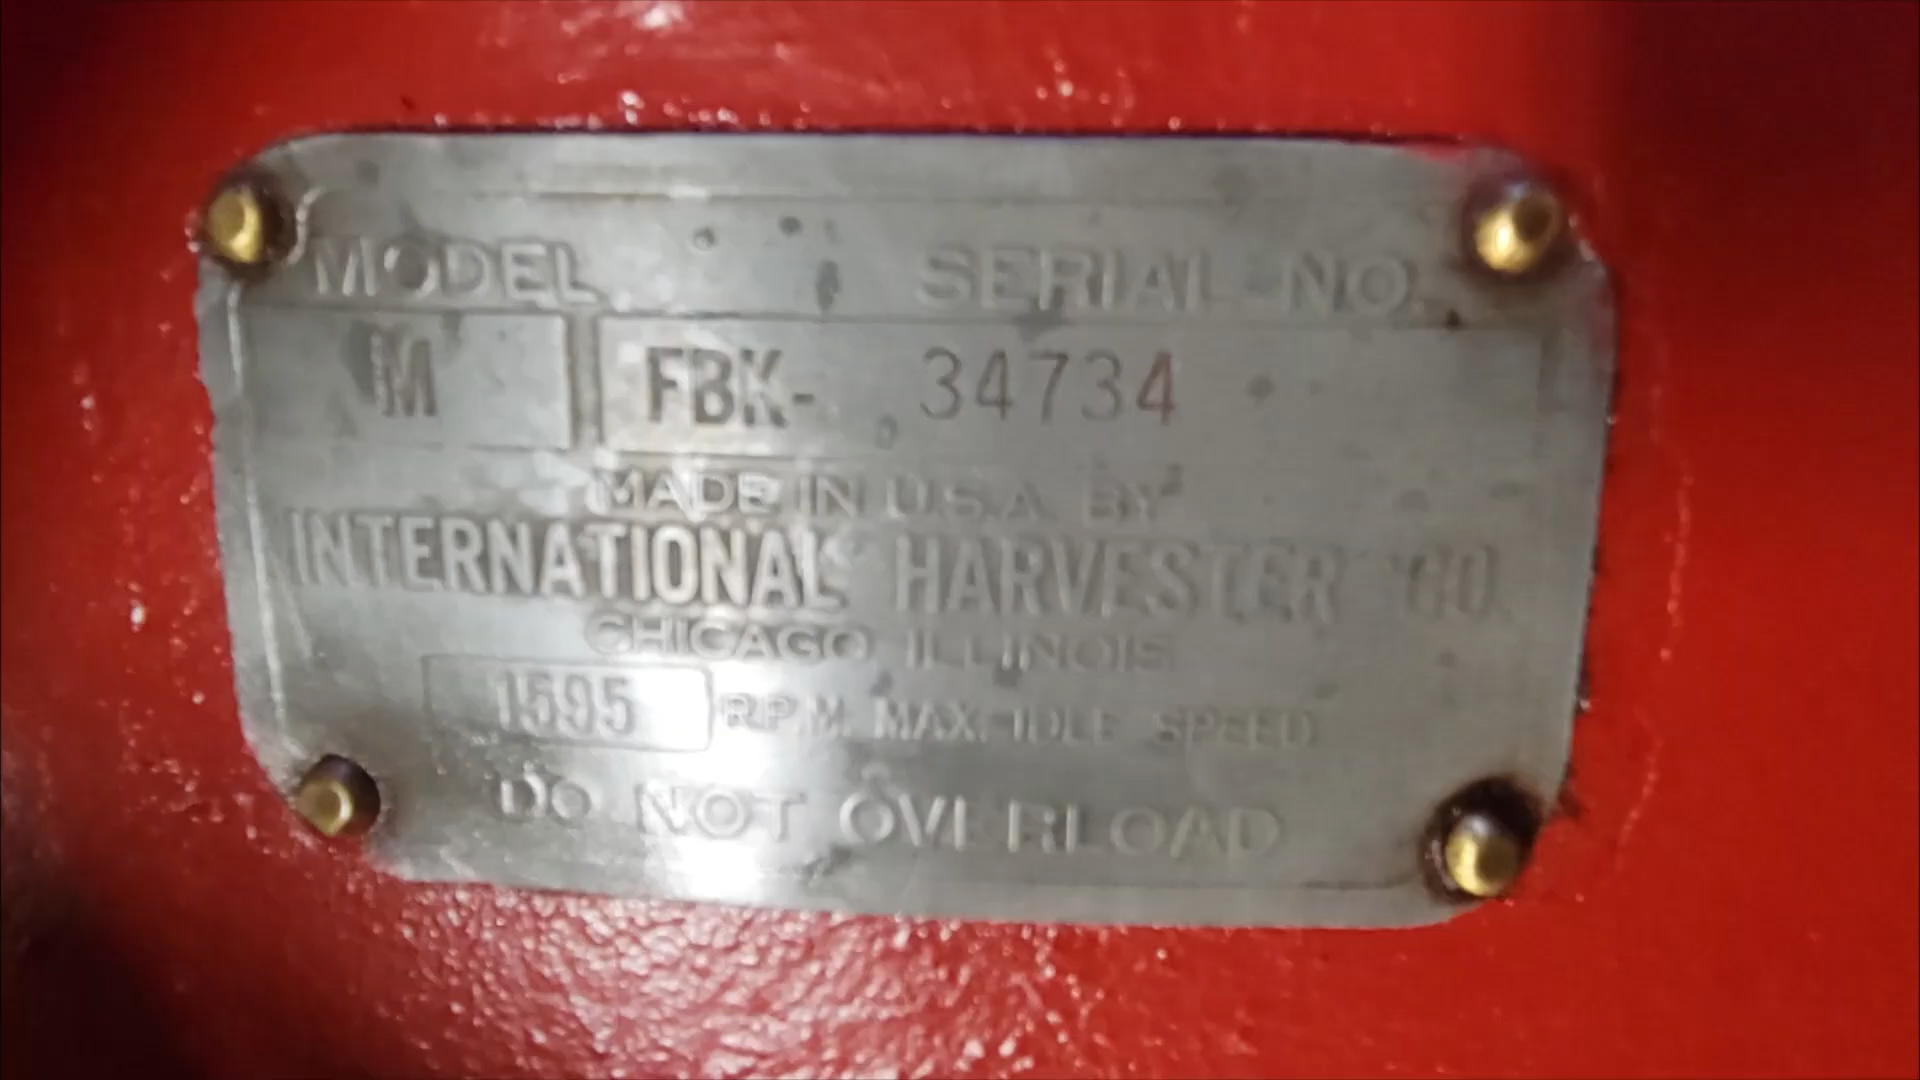 MODEL SERIAL NO.
M FBK- 34734
MADE IN U.S.A. BY
INTERNATIONAL HARVESTER CO.
CHICAGO ILLINOIS
1595 R.P.M. MAX. IDLE SPEED
DO NOT OVERLOAD